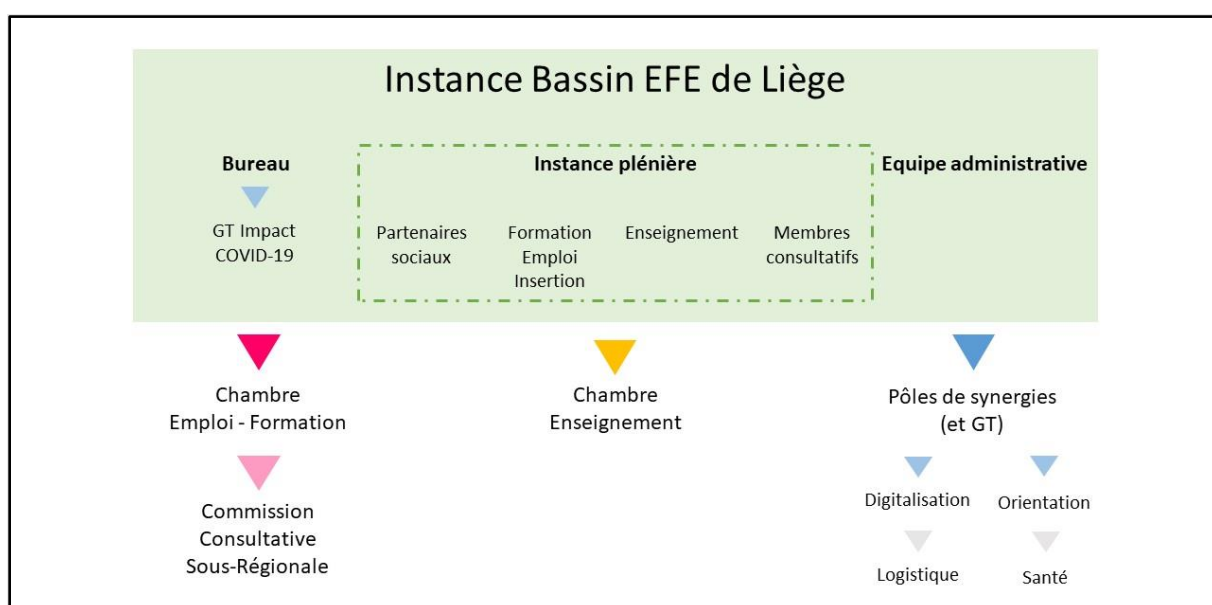 Instance Bassin EFE de Liège
Bureau
Instance plénière
Equipe administrative
GT Impact
COVID-19
Partenaires
sociaux
Formation
Emploi
Insertion
Enseignement
Membres
consultatifs
Chambre
Emploi - Formation
Chambre
Enseignement
Pôles de synergies
(et GT)
Commission
Consultative
Sous-Régionale
Digitalisation
Orientation
Logistique
Santé